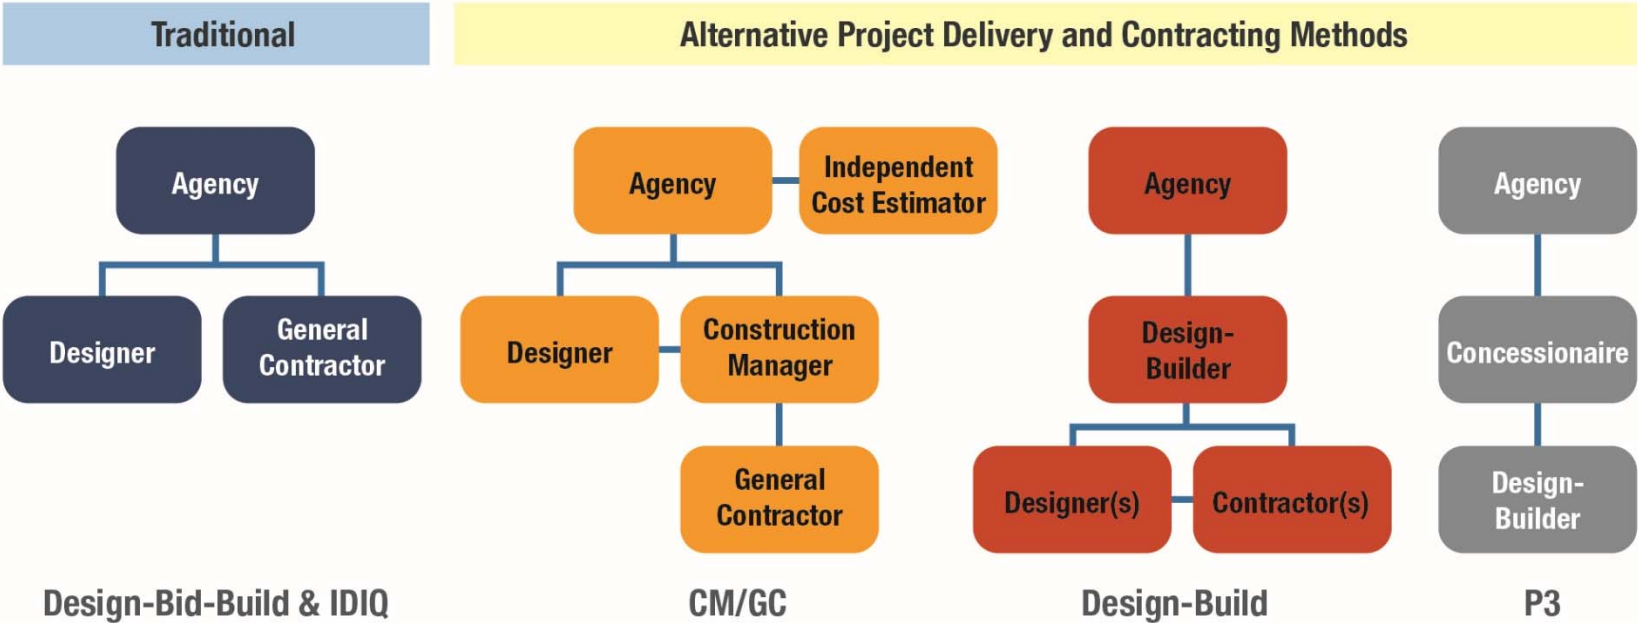 Traditional
Alternative Project Delivery and Contracting Methods
Agency
Designer
General
Contractor
Design-Bid-Build & IDIQ
Agency
Independent
Cost Estimator
Designer
Construction
Manager
General
Contractor
CM/GC
Agency
Design-
Builder
Designer(s)
Contractor(s)
Design-Build
Agency
Concessionaire
Design-
Builder
P3